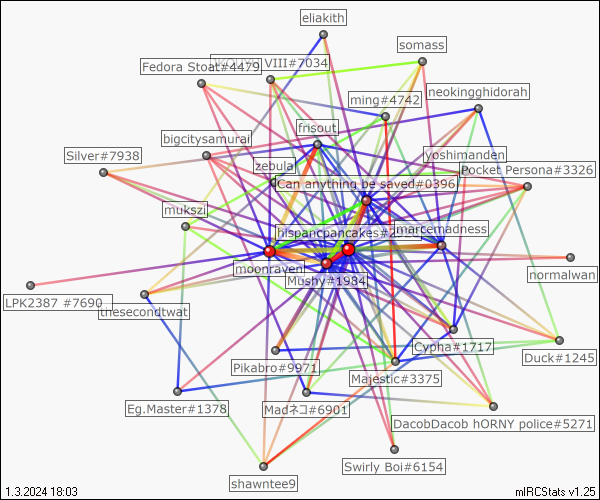 eliakith
somass
VIII#7034
Fedora Stoat#4479
ming#4742
neokingghidorah
frisout
bigcitysamurai
yoshimanden
Silver#7938
zebulal
Pocket Persona#3326
Can anything be saved#0396
mukszi
hispancpancakes#2
marcemadness
moonraven
normalwan
Mushy#1984
LPK2387 #7690
thesecondtwat
Cypha#1717
Duck#1245
Pikabro#9971
Majestic#3375
Eg.Master#1378
Madネコ#6901
DacobDacob hORNY police#5271
Swirly Boi#6154
shawntee9
1.3.2024 18:03
mIRCStats v1.25